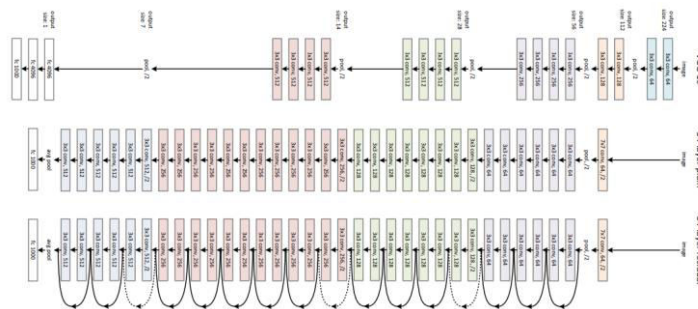 output
size: 224
output
size: 112
output
size: 56
output
size: 28
output
size: 14
output
size: 7
output
size: 1
image
3x3 conv, 64
3x3 conv, 64
pool, /2
3x3 conv, 128
3x3 conv, 128
pool, /2
3x3 conv, 256
3x3 conv, 256
3x3 conv, 256
3x3 conv, 256
pool, /2
3x3 conv, 512
3x3 conv, 512
3x3 conv, 512
3x3 conv, 512
pool, /2
3x3 conv, 512
3x3 conv, 512
3x3 conv, 512
3x3 conv, 512
pool, /2
fc 4096
fc 4096
fc 1000
image
7x7 conv, 64, /2
pool, /2
3x3 conv, 64
3x3 conv, 64
3x3 conv, 64
3x3 conv, 64
3x3 conv, 64
3x3 conv, 64
3x3 conv, 128, /2
3x3 conv, 128
3x3 conv, 128
3x3 conv, 128
3x3 conv, 128
3x3 conv, 128
3x3 conv, 128
3x3 conv, 128
3x3 conv, 256, /2
3x3 conv, 256
3x3 conv, 256
3x3 conv, 256
3x3 conv, 256
3x3 conv, 256
3x3 conv, 256
3x3 conv, 256
3x3 conv, 256
3x3 conv, 256
3x3 conv, 256
3x3 conv, 256
3x3 conv, 512, /2
3x3 conv, 512
3x3 conv, 512
3x3 conv, 512
3x3 conv, 512
3x3 conv, 512
avg pool
fc 1000
image
7x7 conv, 64, /2
pool, /2
3x3 conv, 64
3x3 conv, 64
3x3 conv, 64
3x3 conv, 64
3x3 conv, 64
3x3 conv, 64
3x3 conv, 128, /2
3x3 conv, 128
3x3 conv, 128
3x3 conv, 128
3x3 conv, 128
3x3 conv, 128
3x3 conv, 128
3x3 conv, 128
3x3 conv, 256, /2
3x3 conv, 256
3x3 conv, 256
3x3 conv, 256
3x3 conv, 256
3x3 conv, 256
3x3 conv, 256
3x3 conv, 256
3x3 conv, 256
3x3 conv, 256
3x3 conv, 256
3x3 conv, 256
3x3 conv, 512, /2
3x3 conv, 512
3x3 conv, 512
3x3 conv, 512
3x3 conv, 512
3x3 conv, 512
avg pool
fc 1000